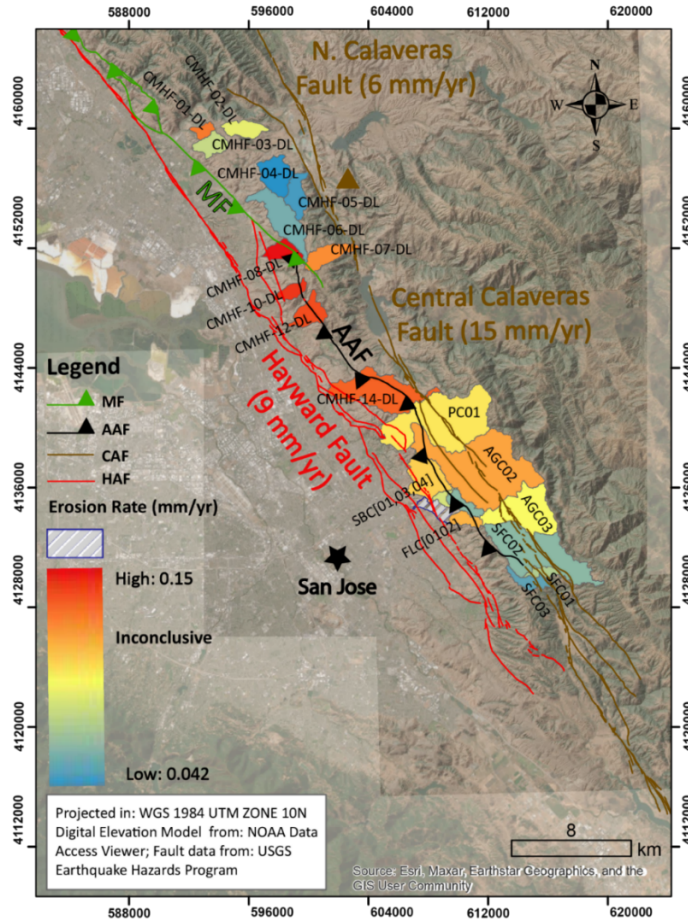 588000 596000 604000 612000 620000
N. Calaveras
Fault (6 mm/yr)
N
W E
S
4160000
4152000
4144000
4136000
4128000
4120000
4112000
CMHF-01-DL
CMHF-02-DL
CMHF-03-DL
CMHF-04-DL
CMHF-05-DL
CMHF-06-DL
CMHF-07-DL
CMHF-08-DL
CMHF-10-DL
CMHF-12-DL
CMHF-14-DL
MF
AAF
Central Calaveras
Fault (15 mm/yr)
Hayward Fault
(9 mm/yr)
PC01
AGC02
AGC03
SBC[01,03,04]
FLC[0102]
SFC02
SFC01
SFC03
San Jose
Legend
MF
AAF
CAF
HAF
Erosion Rate (mm/yr)
High: 0.15
Inconclusive
Low: 0.042
Projected in: WGS 1984 UTM ZONE 10N
Digital Elevation Model from: NOAA Data
Access Viewer; Fault data from: USGS
Earthquake Hazards Program
8
km
Source: Esri, Maxar, Earthstar Geographics, and the
GIS User Community
4160000
4152000
4144000
4136000
4128000
4120000
4112000
588000 596000 604000 612000 620000